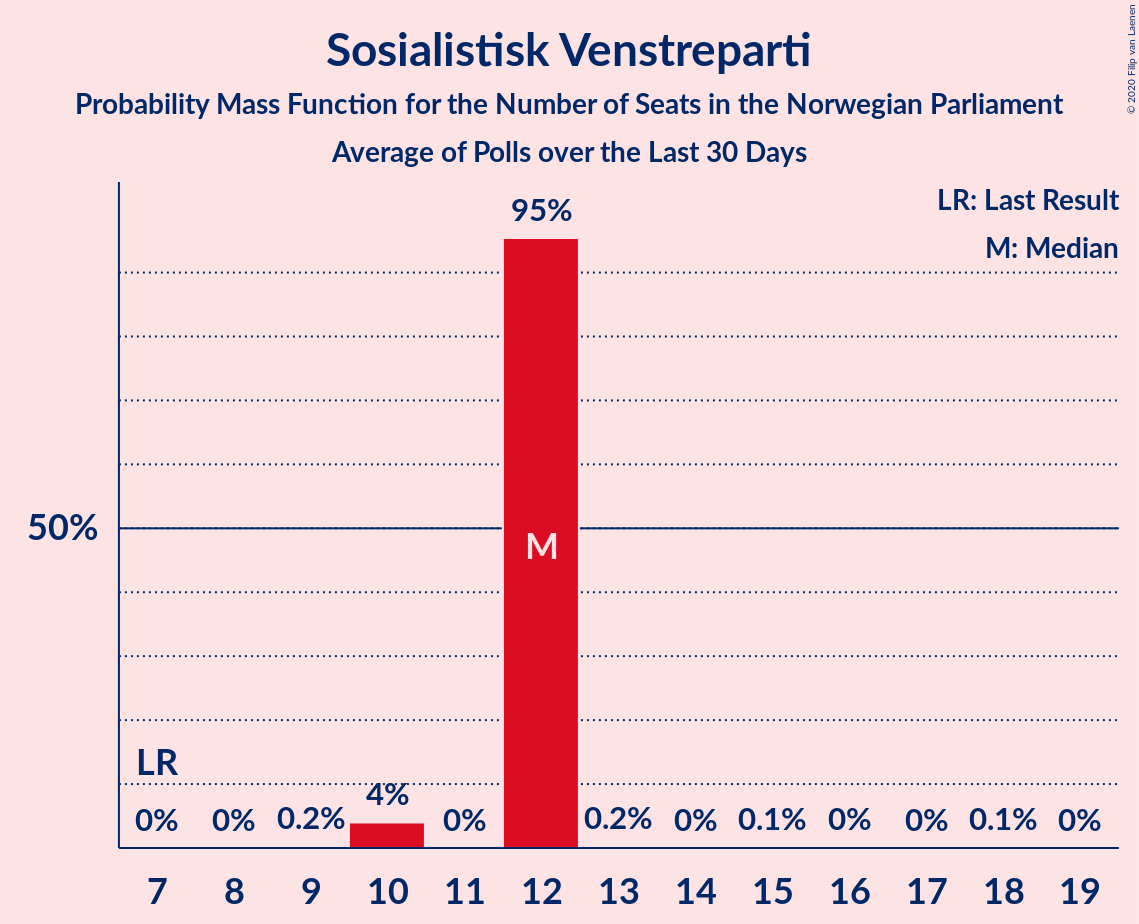 Sosialistisk Venstreparti
Probability Mass Function for the Number of Seats in the Norwegian Parliament
Average of Polls over the Last 30 Days
© 2020 Filip van Laenen
LR: Last Result
M: Median
95%
50%
M
LR
0% 0% 0.2% 4% 0% 0.2% 0% 0.1% 0% 0% 0.1% 0%
7 8 9 10 11 12 13 14 15 16 17 18 19